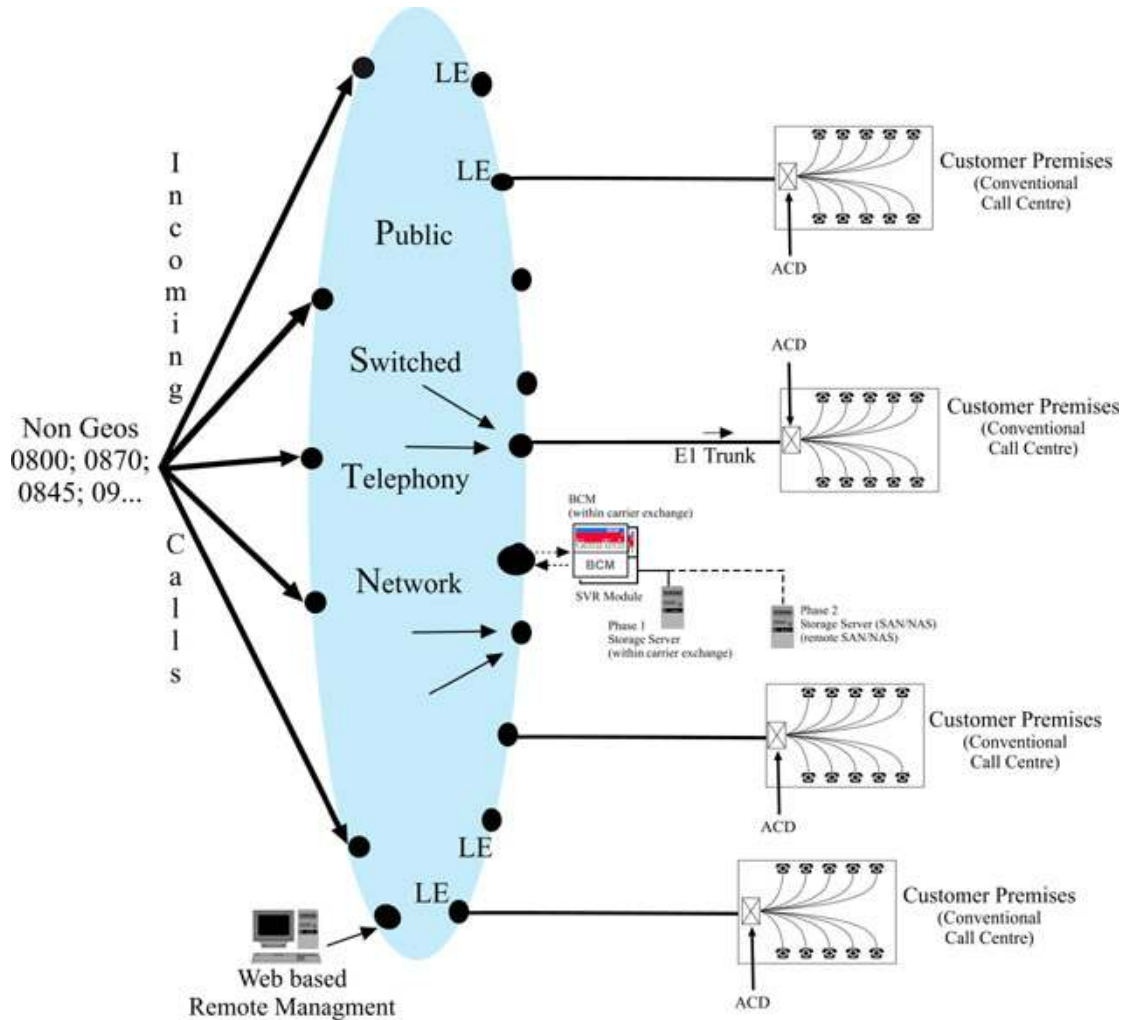 LE
LE
Incoming
Public
Customer Premises
(Conventional
Call Centre)
ACD
Switched
ACD
Non Geos
0800; 0870;
0845; 09...
Telephony
E1 Trunk
Customer Premises
(Conventional
Call Centre)
BCM
(within carrier exchange)
BCM
SVR Module
Calls
Network
Phase 1
Storage Server
(within carrier exchange)
Phase 2
Storage Server (SAN/NAS)
(remote SAN/NAS)
Customer Premises
(Conventional
Call Centre)
ACD
LE
LE
Customer Premises
(Conventional
Call Centre)
ACD
Web based
Remote Managment